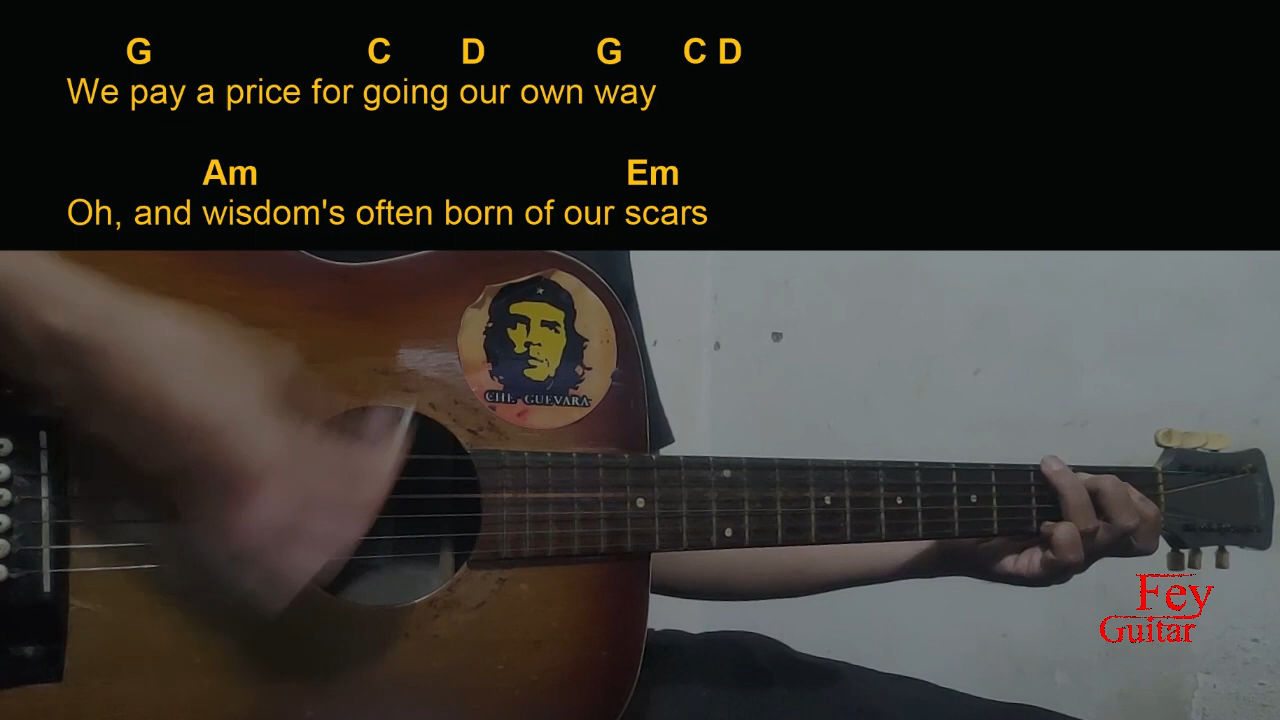 G C D G C D
We pay a price for going our own way
Am Em
Oh, and wisdom's often born of our scars
CHE GUEVARA
Fey
Guitar